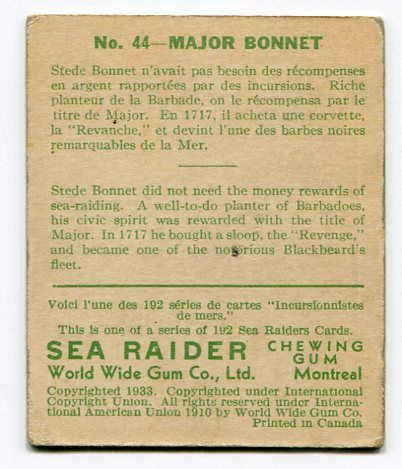 No. 44—MAJOR BONNET
Stede Bonnet n'avait pas besoin des récompenses
en argent rapportées par des incursions. Riche
planteur de la Barbade, on le récompensa par le
titre de Major. En 1717, il acheta une corvette,
la "Revanche," et devint l'une des barbes noires
remarquables de la Mer.
Stede Bonnet did not need the money rewards of
sea-raiding. A well-to-do planter of Barbadoes,
his civic spirit was rewarded with the title of
Major. In 1717 he bought a sloop, the "Revenge,"
and became one of the notorious Blackbeard's
fleet.
Voici l'une des 192 séries de cartes "Incursionnistes
de mers."
This is one of a series of 192 Sea Raiders Cards.
SEA RAIDER CHEWING GUM
World Wide Gum Co., Ltd. Montreal
Copyrighted 1933. Copyrighted under International
Copyright Union. All rights reserved under Inter-
national American Union 1910 by World Wide Gum Co.
Printed in Canada